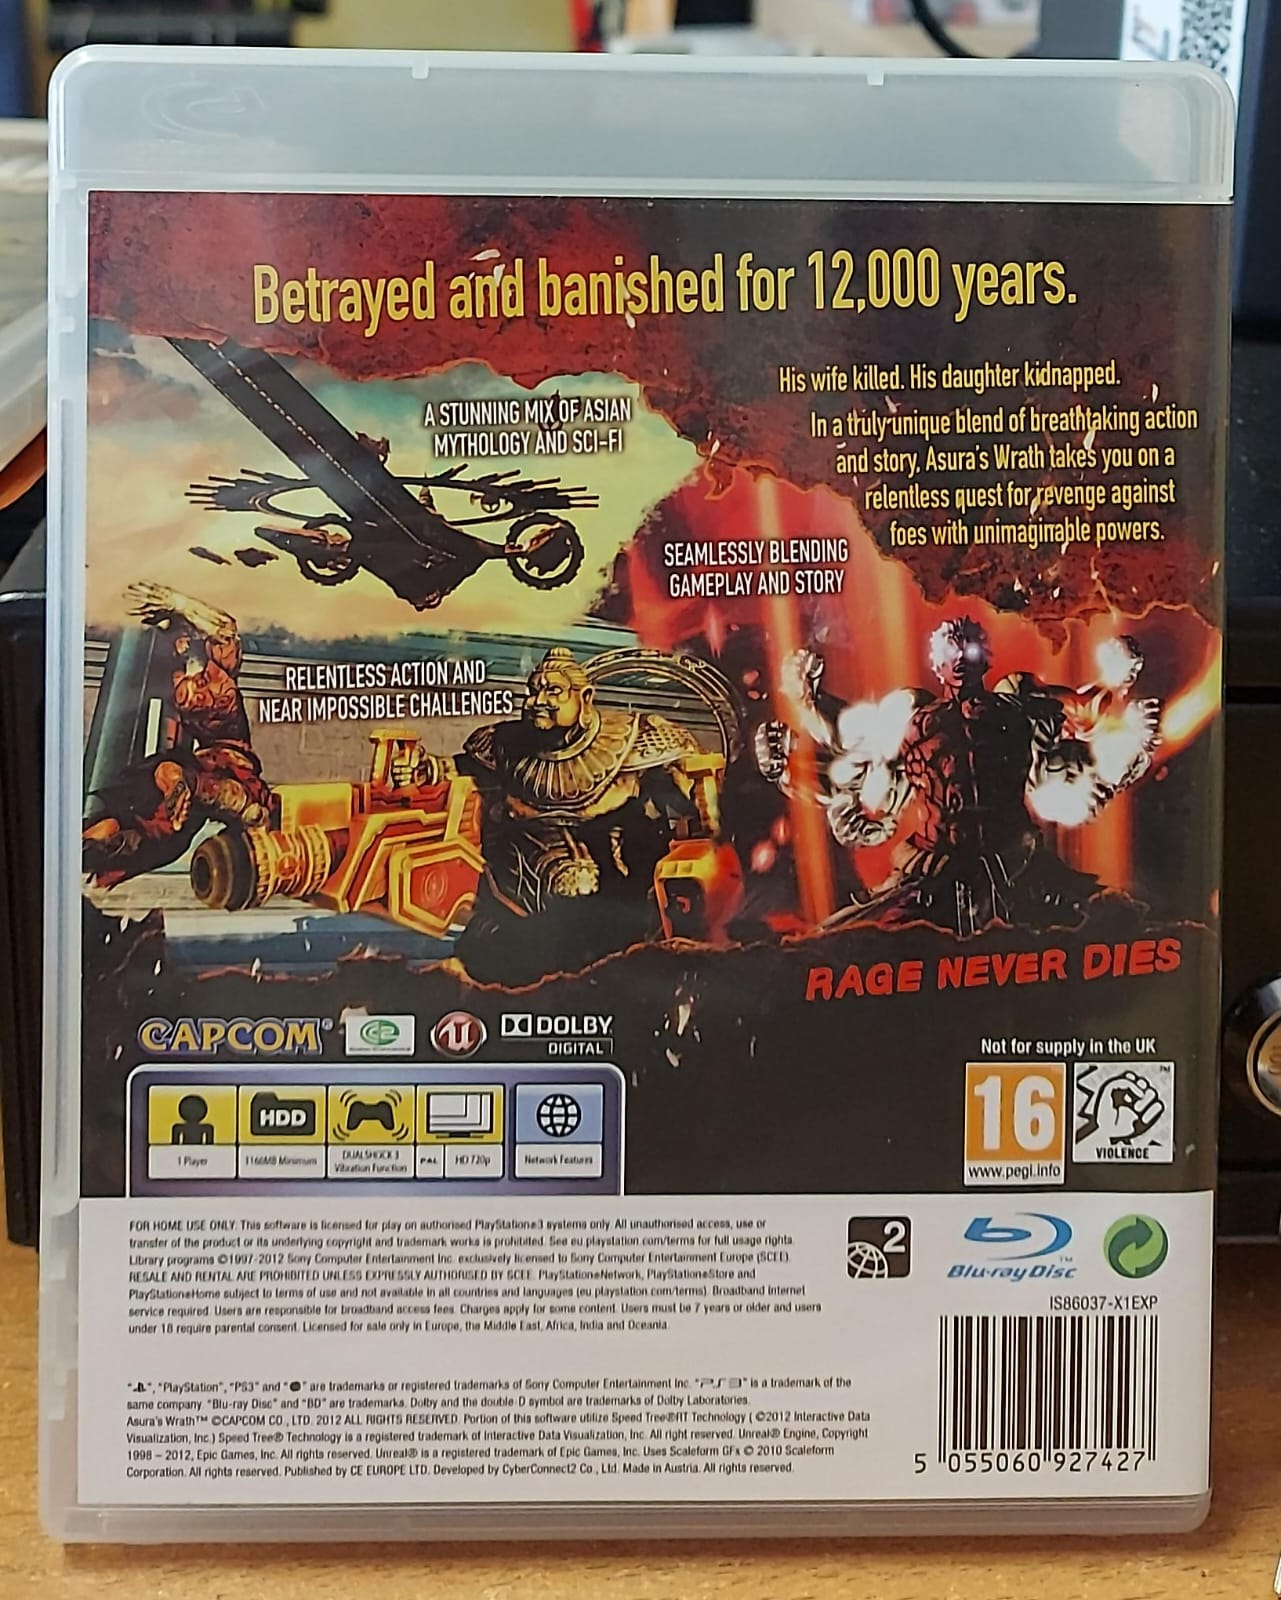 Betrayed and banished for 12,000 years.
His wife killed. His daughter kidnapped.
In a truly unique blend of breathtaking action
and story, Asura's Wrath takes you on a
relentless quest for revenge against
foes with unimaginable powers.
A STUNNING MIX OF ASIAN
MYTHOLOGY AND SCI-FI
SEAMLESSLY BLENDING
GAMEPLAY AND STORY
RELENTLESS ACTION AND
NEAR IMPOSSIBLE CHALLENGES
RAGE NEVER DIES
CAPCOM®
DOLBY
DIGITAL
Not for supply in the UK
16
www.pegi.info
VIOLENCE
HDD
1 Player
1166MB Minimum
DUALSHOCK 3
Vibration Function
PAL
HD 720p
Network Features
FOR HOME USE ONLY. This software is licensed for play on authorised PlayStation®3 systems only. All unauthorised access, use or
transfer of the product or its underlying copyright and trademark works is prohibited. See eu.playstation.com/terms for full usage rights.
Library programs ©1997-2012 Sony Computer Entertainment Inc. exclusively licensed to Sony Computer Entertainment Europe (SCEE).
RESALE AND RENTAL ARE PROHIBITED UNLESS EXPRESSLY AUTHORISED BY SCEE. PlayStation®Network, PlayStation®Store and
PlayStation®Home subject to terms of use and not available in all countries and languages (eu.playstation.com/terms). Broadband internet
service required. Users are responsible for broadband access fees. Charges apply for some content. Users must be 7 years or older and users
under 18 require parental consent. Licensed for sale only in Europe, the Middle East, Africa, India and Oceania.
2
Blu-ray Disc™
IS86037-X1EXP
"", "PlayStation", "PS3" and "" are trademarks or registered trademarks of Sony Computer Entertainment Inc. "PS3" is a trademark of the
same company. "Blu-ray Disc" and "BD" are trademarks. Dolby and the double-D symbol are trademarks of Dolby Laboratories.
Asura's Wrath™ ©CAPCOM CO., LTD. 2012 ALL RIGHTS RESERVED. Portion of this software utilize Speed Tree®RT Technology ( ©2012 Interactive Data
Visualization, Inc.) Speed Tree® Technology is a registered trademark of Interactive Data Visualization, Inc. All right reserved. Unreal® Engine, Copyright
1998 – 2012, Epic Games, Inc. All rights reserved. Unreal® is a registered trademark of Epic Games, Inc. Uses Scaleform GFx © 2010 Scaleform
Corporation. All rights reserved. Published by CE EUROPE LTD. Developed by CyberConnect2 Co., Ltd. Made in Austria. All rights reserved.
5 055060 927427